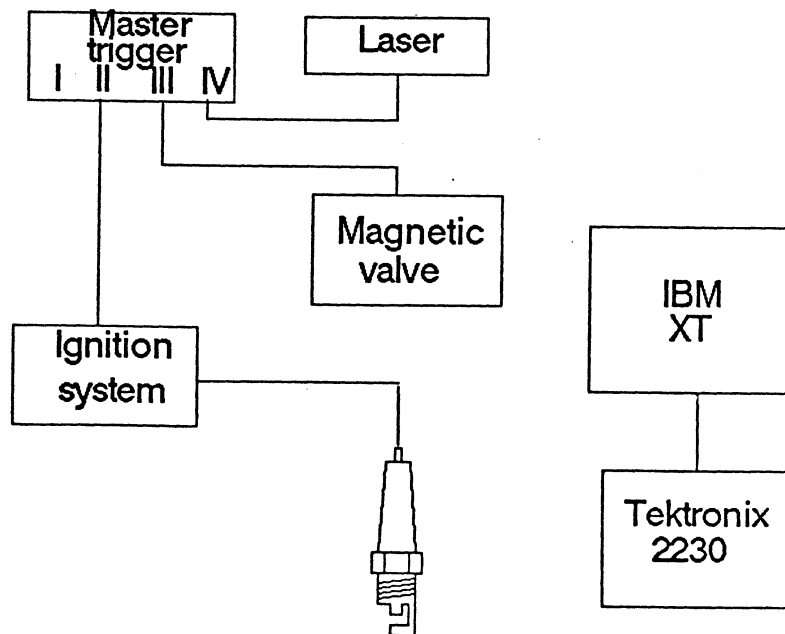 Master
trigger
I II III IV
Laser
Magnetic
valve
IBM
XT
Ignition
system
Tektronix
2230